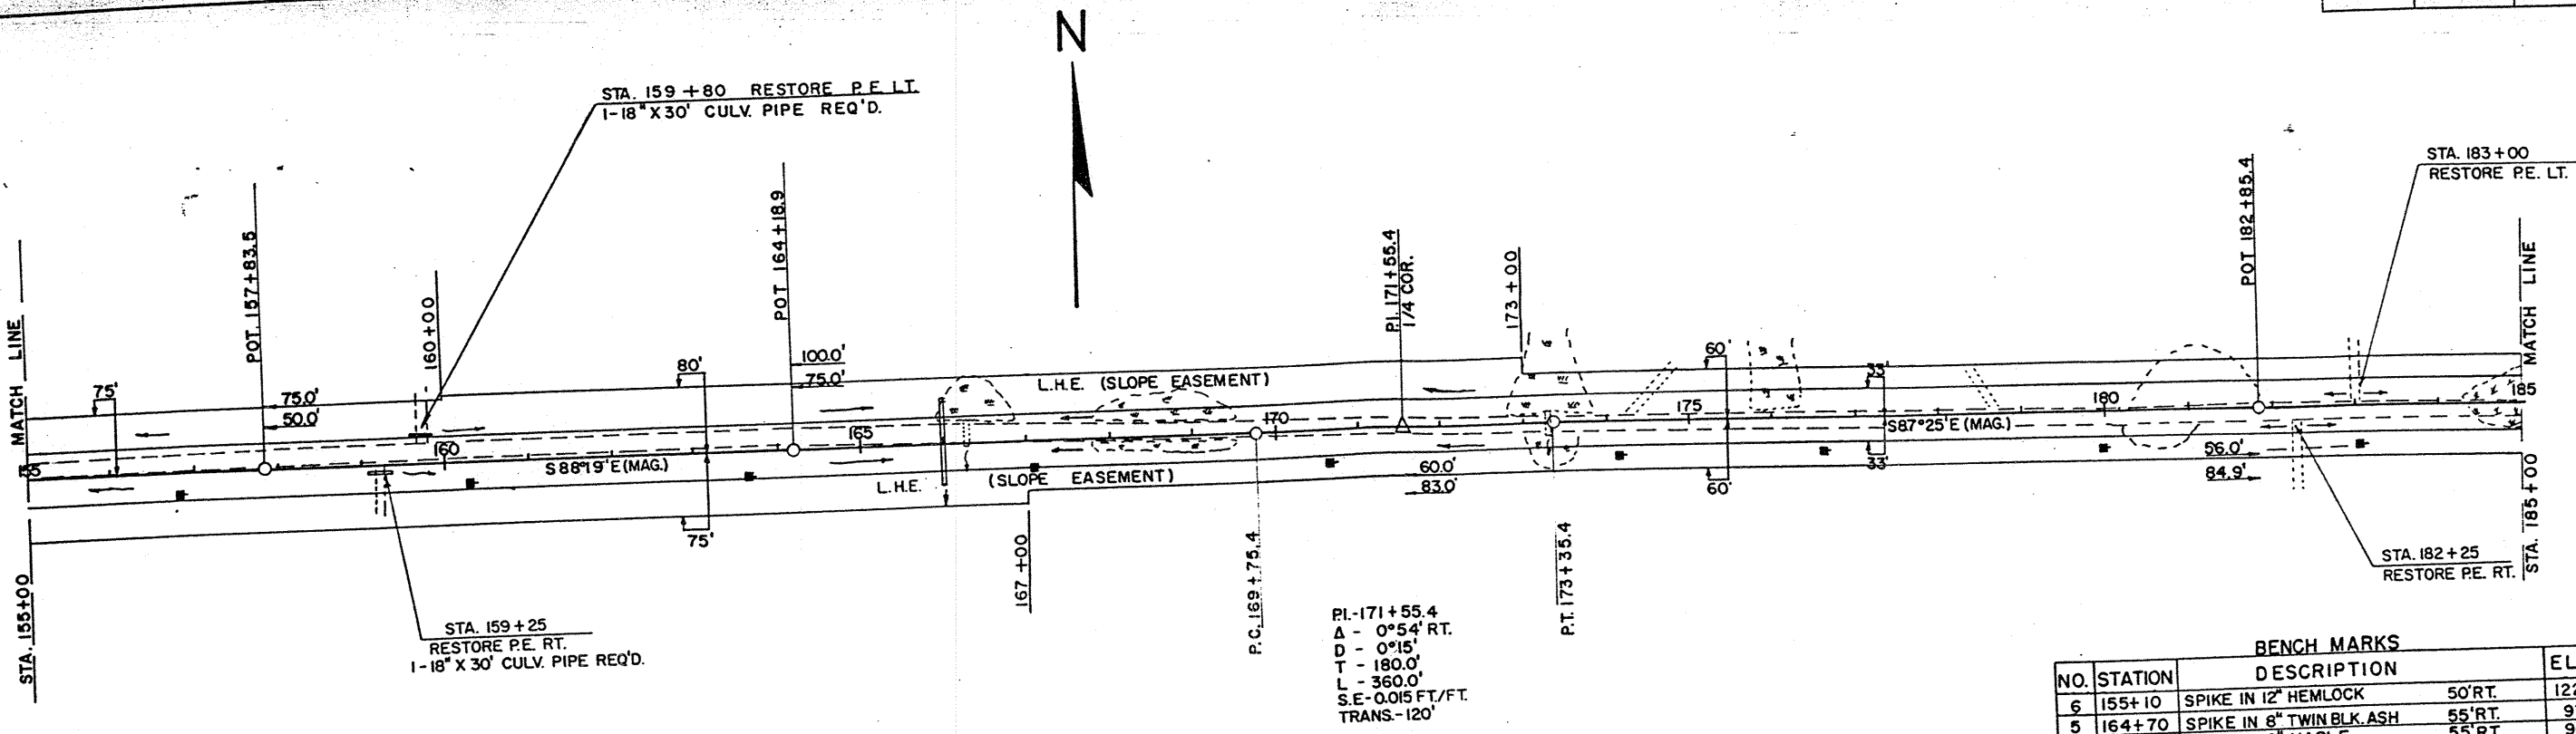 N
STA. 159+80 RESTORE P.E. LT.
1-18" X 30' CULV. PIPE REQ'D.
STA. 183+00
RESTORE P.E. LT.
MATCH LINE
POT. 157+83.5
160+00
POT 164+18.9
P.I. 171+55.4
1/4 COR.
173+00
POT 182+85.4
MATCH LINE
75'
75.0'
50.0'
80'
100.0'
75.0'
L.H.E. (SLOPE EASEMENT)
60'
33'
160
165
170
175
180
185
S 88°19' E (MAG.)
S87°25' E (MAG.)
L.H.E. (SLOPE EASEMENT)
60.0'
83.0'
60'
33'
56.0'
84.9'
75'
STA. 155+00
167+00
P.C. 169+75.4
P.T. 173+35.4
STA. 185+00
STA. 159+25
RESTORE P.E. RT.
1-18" X 30' CULV. PIPE REQ'D.
STA. 182+25
RESTORE P.E. RT.
P.I.-171+55.4
Δ - 0°54' RT.
D - 0°15'
T - 180.0'
L - 360.0'
S.E-0.015 FT./FT.
TRANS.-120'
BENCH MARKS
NO. STATION DESCRIPTION
6 155+10 SPIKE IN 12" HEMLOCK 50'RT.
5 164+70 SPIKE IN 8" TWIN BLK. ASH 55'RT.
55'RT.